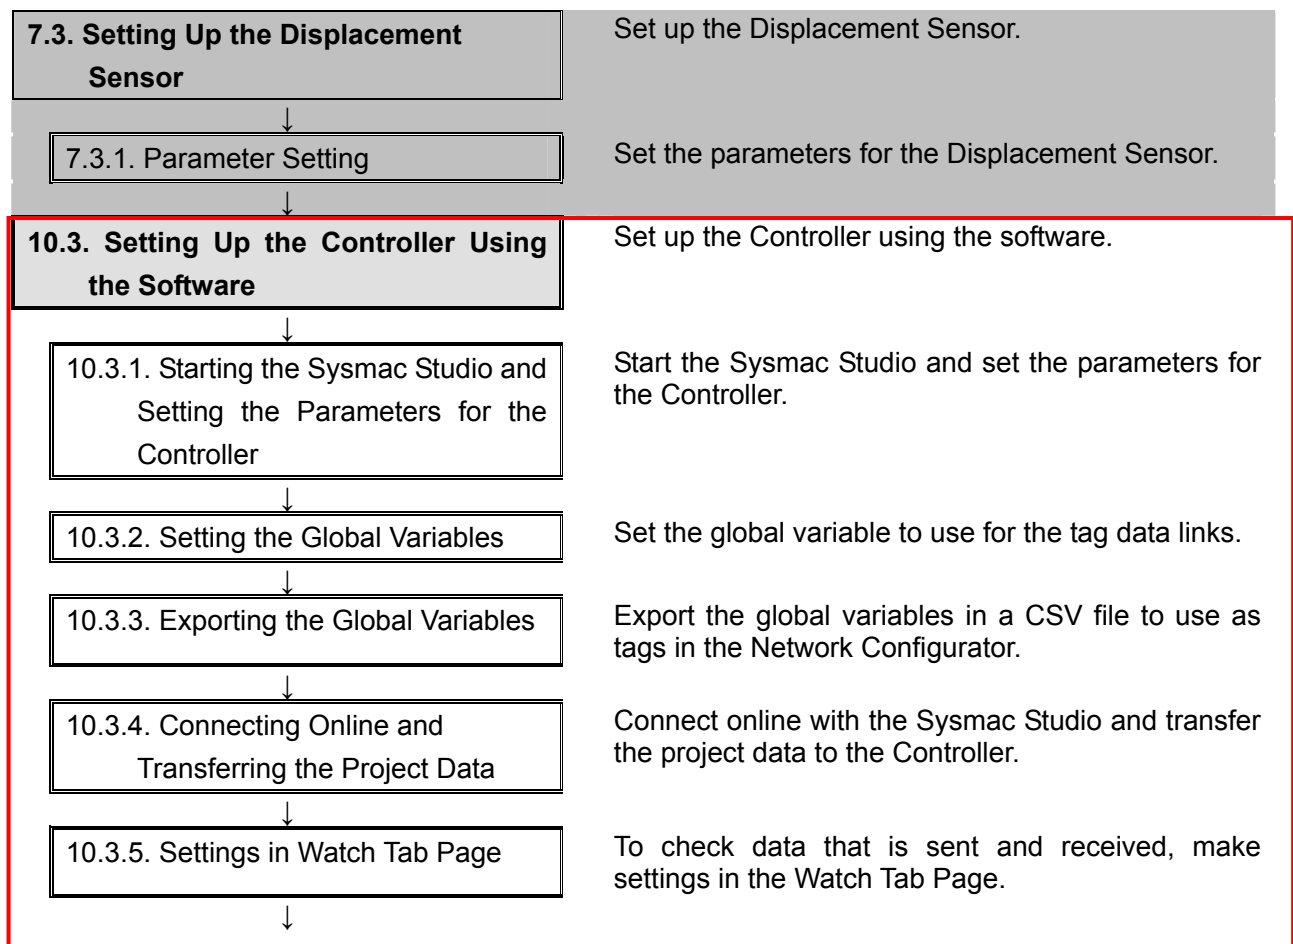 7.3. Setting Up the Displacement
Sensor
Set up the Displacement Sensor.
↓
7.3.1. Parameter Setting
Set the parameters for the Displacement Sensor.
↓
10.3. Setting Up the Controller Using
the Software
Set up the Controller using the software.
↓
10.3.1. Starting the Sysmac Studio and
Setting the Parameters for the
Controller
Start the Sysmac Studio and set the parameters for
the Controller.
↓
10.3.2. Setting the Global Variables
Set the global variable to use for the tag data links.
↓
10.3.3. Exporting the Global Variables
Export the global variables in a CSV file to use as
tags in the Network Configurator.
↓
10.3.4. Connecting Online and
Transferring the Project Data
Connect online with the Sysmac Studio and transfer
the project data to the Controller.
↓
10.3.5. Settings in Watch Tab Page
To check data that is sent and received, make
settings in the Watch Tab Page.
↓